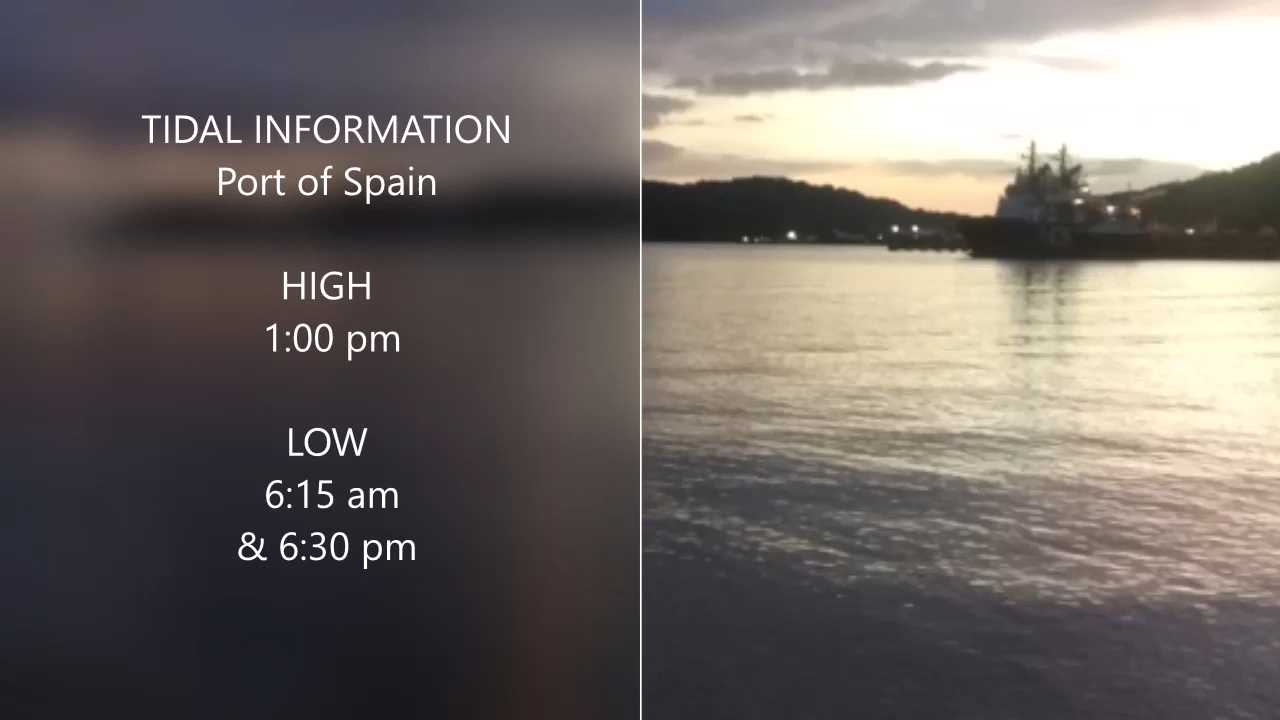 TIDAL INFORMATION
Port of Spain
HIGH
1:00 pm
LOW
6:15 am
& 6:30 pm